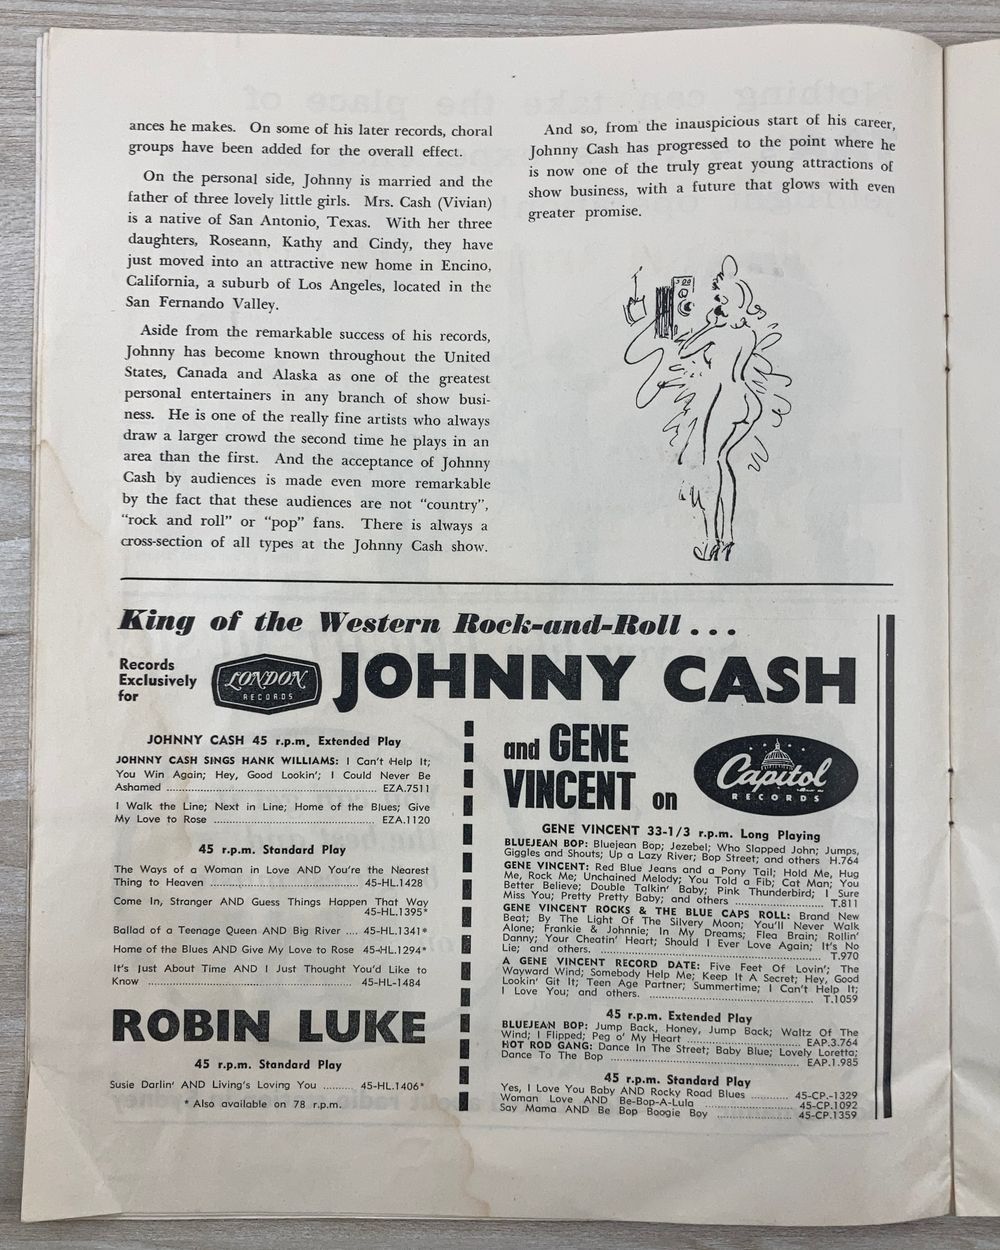 ances he makes. On some of his later records, choral
groups have been added for the overall effect.
On the personal side, Johnny is married and the
father of three lovely little girls. Mrs. Cash (Vivian)
is a native of San Antonio, Texas. With her three
daughters, Roseann, Kathy and Cindy, they have
just moved into an attractive new home in Encino,
California, a suburb of Los Angeles, located in the
San Fernando Valley.
Aside from the remarkable success of his records,
Johnny has become known throughout the United
States, Canada and Alaska as one of the greatest
personal entertainers in any branch of show busi-
ness. He is one of the really fine artists who always
draw a larger crowd the second time he plays in an
area than the first. And the acceptance of Johnny
Cash by audiences is made even more remarkable
by the fact that these audiences are not "country",
"rock and roll" or "pop" fans. There is always a
cross-section of all types at the Johnny Cash show.
And so, from the inauspicious start of his career,
Johnny Cash has progressed to the point where he
is now one of the truly great young attractions of
show business, with a future that glows with even
greater promise.
King of the Western Rock-and-Roll . . .
Records
Exclusively
for
LONDON
RECORDS
JOHNNY CASH
JOHNNY CASH 45 r.p.m. Extended Play
JOHNNY CASH SINGS HANK WILLIAMS: I Can't Help It;
You Win Again; Hey, Good Lookin'; I Could Never Be
Ashamed ........ EZA.7511
I Walk the Line; Next in Line; Home of the Blues; Give
My Love to Rose ........ EZA.1120
45 r.p.m. Standard Play
The Ways of a Woman in Love AND You're the Nearest
Thing to Heaven ........ 45-HL.1428
Come In, Stranger AND Guess Things Happen That Way
45-HL.1395*
Ballad of a Teenage Queen AND Big River .... 45-HL.1341*
Home of the Blues AND Give My Love to Rose 45-HL.1294*
It's Just About Time AND I Just Thought You'd Like to
Know ........ 45-HL-1484
ROBIN LUKE
45 r.p.m. Standard Play
Susie Darlin' AND Living's Loving You ......... 45-HL.1406*
* Also available on 78 r.p.m.
and GENE
VINCENT on
Capitol
RECORDS
GENE VINCENT 33-1/3 r.p.m. Long Playing
BLUEJEAN BOP: Bluejean Bop; Jezebel; Who Slapped John; Jumps,
Giggles and Shouts; Up a Lazy River; Bop Street; and others H.764
GENE VINCENT: Red Blue Jeans and a Pony Tail; Hold Me, Hug
Me, Rock Me; Unchained Melody; You Told a Fib; Cat Man; You
Better Believe; Double Talkin' Baby; Pink Thunderbird; I Sure
Miss You; Pretty Pretty Baby; and others ........ T.811
GENE VINCENT ROCKS & THE BLUE CAPS ROLL: Brand New
Beat; By The Light Of The Silvery Moon; You'll Never Walk
Alone; Frankie & Johnnie; In My Dreams; Flea Brain; Rollin'
Danny; Your Cheatin' Heart; Should I Ever Love Again; It's No
Lie; and others. ........ T.970
A GENE VINCENT RECORD DATE: Five Feet Of Lovin'; The
Wayward Wind; Somebody Help Me; Keep It A Secret; Hey, Good
Lookin' Git It; Teen Age Partner; Summertime; I Can't Help It;
I Love You; and others. ........ T.1059
45 r.p.m. Extended Play
BLUEJEAN BOP: Jump Back, Honey, Jump Back; Waltz Of The
Wind; I Flipped; Peg o' My Heart ........ EAP.3.764
HOT ROD GANG: Dance In The Street; Baby Blue; Lovely Loretta;
Dance To The Bop ........ EAP.1.985
45 r.p.m. Standard Play
Yes, I Love You Baby AND Rocky Road Blues ........ 45-CP.-1329
Woman Love AND Be-Bop-A-Lula ........ 45-CP.1092
Say Mama AND Be Bop Boogie Boy ........ 45-CP.1359